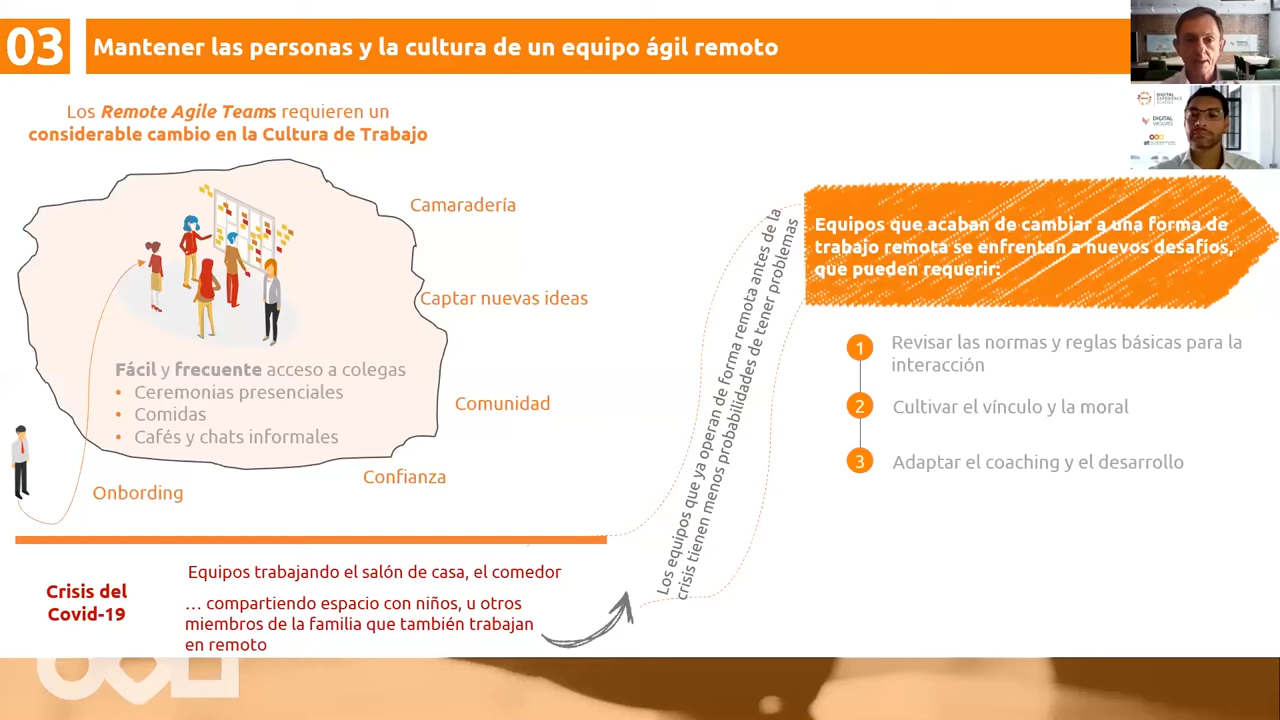 03
Mantener las personas y la cultura de un equipo ágil remoto
Los Remote Agile Teams requieren un
considerable cambio en la Cultura de Trabajo
Camaradería
Captar nuevas ideas
Fácil y frecuente acceso a colegas
• Ceremonias presenciales
• Comidas
• Cafés y chats informales
Comunidad
Confianza
Onbording
Crisis del
Covid-19
Equipos trabajando el salón de casa, el comedor
... compartiendo espacio con niños, u otros
miembros de la familia que también trabajan
en remoto
Los equipos que ya operan de forma remota antes de la
crisis tienen menos probabilidades de tener problemas
Equipos que acaban de cambiar a una forma de
trabajo remota se enfrentan a nuevos desafíos,
que pueden requerir:
1 Revisar las normas y reglas básicas para la
interacción
2 Cultivar el vínculo y la moral
3 Adaptar el coaching y el desarrollo
DIGITAL
WOLVES